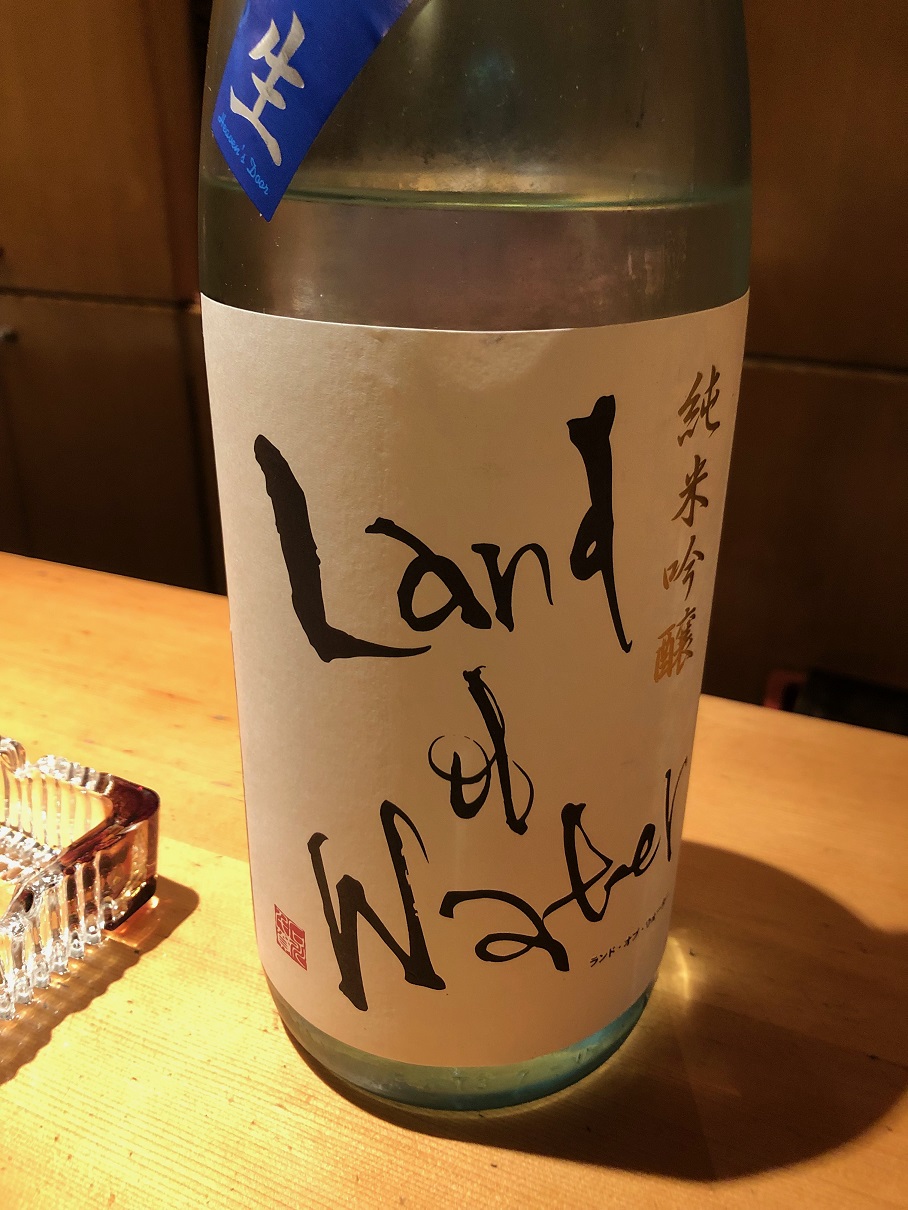 生
Heaven's Door
純米吟醸
Land
of
Water
ランド・オブ・ウォーター